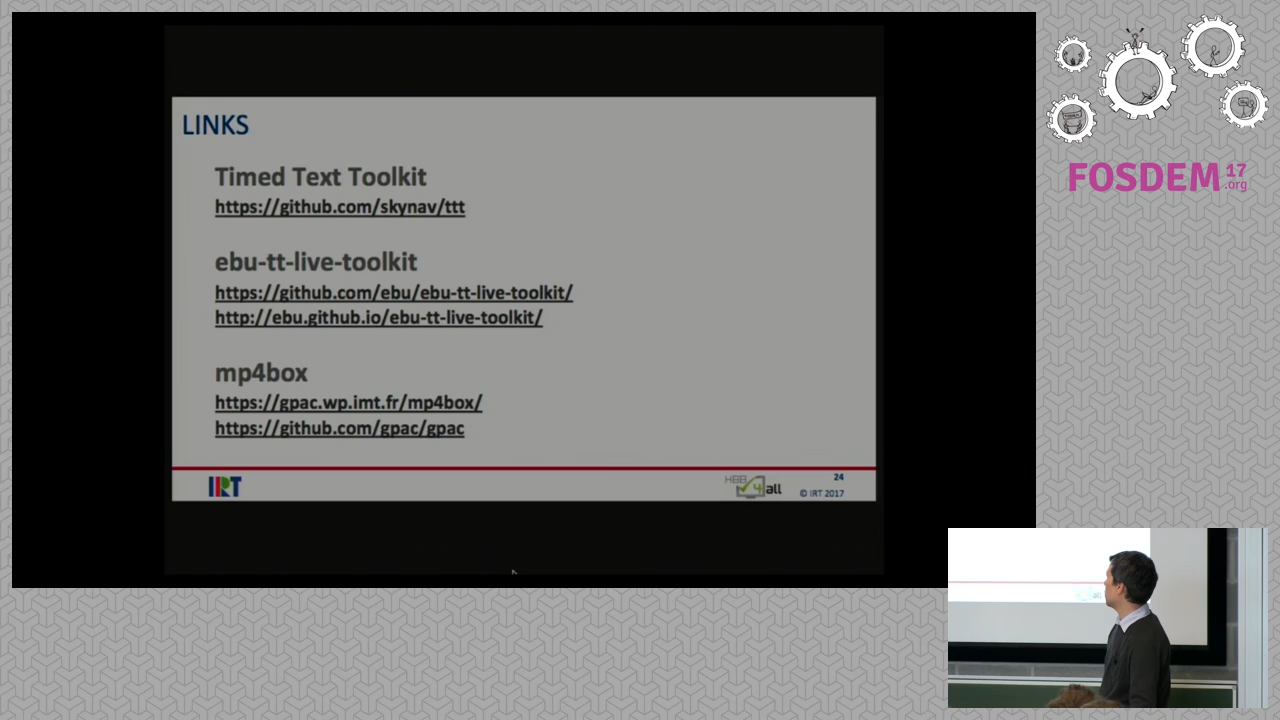 LINKS
Timed Text Toolkit
https://github.com/skynav/ttt
ebu-tt-live-toolkit
https://github.com/ebu/ebu-tt-live-toolkit/
http://ebu.github.io/ebu-tt-live-toolkit/
mp4box
https://gpac.wp.imt.fr/mp4box/
https://github.com/gpac/gpac
IRT
HBB4all
24
© IRT 2017
FOSDEM 17
.org